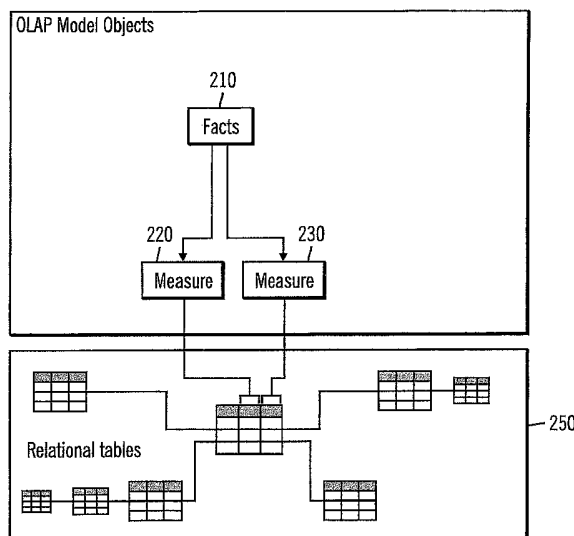 OLAP Model Objects
210
Facts
220
230
Measure
Measure
250
Relational tables